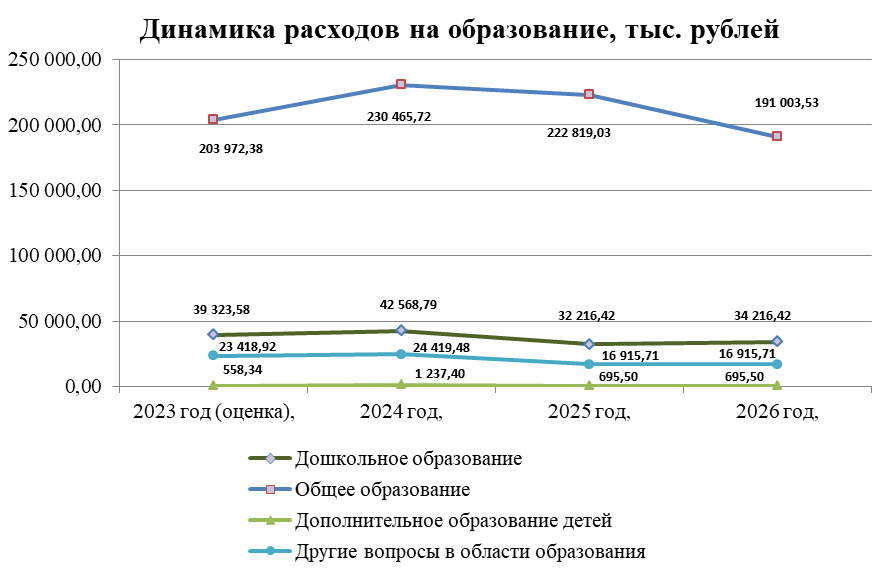 Динамика расходов на образование, тыс. рублей
250 000,00
200 000,00
150 000,00
100 000,00
50 000,00
0,00
203 972,38
230 465,72
222 819,03
191 003,53
39 323,58
42 568,79
32 216,42
34 216,42
23 418,92
24 419,48
16 915,71
16 915,71
558,34
1 237,40
695,50
695,50
2023 год (оценка),
2024 год,
2025 год,
2026 год,
Дошкольное образование
Общее образование
Дополнительное образование детей
Другие вопросы в области образования